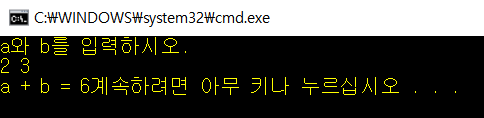 C:₩WINDOWS₩system32₩cmd.exe
a와 b를 입력하시오.
2 3
a + b = 6계속하려면 아무 키나 누르십시오 . . .